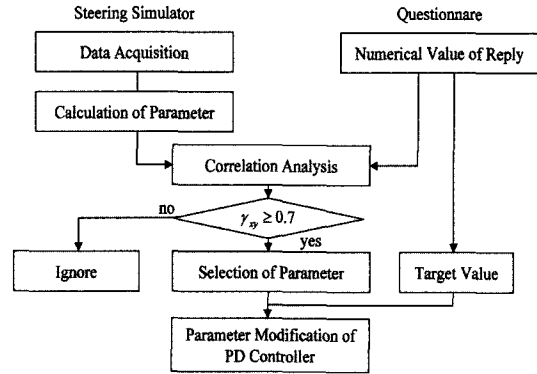 Steering Simulator
Questionnare
Data Acquisition
Numerical Value of Reply
Calculation of Parameter
Correlation Analysis
no
γxy ≥ 0.7
yes
Ignore
Selection of Parameter
Target Value
Parameter Modification of
PD Controller